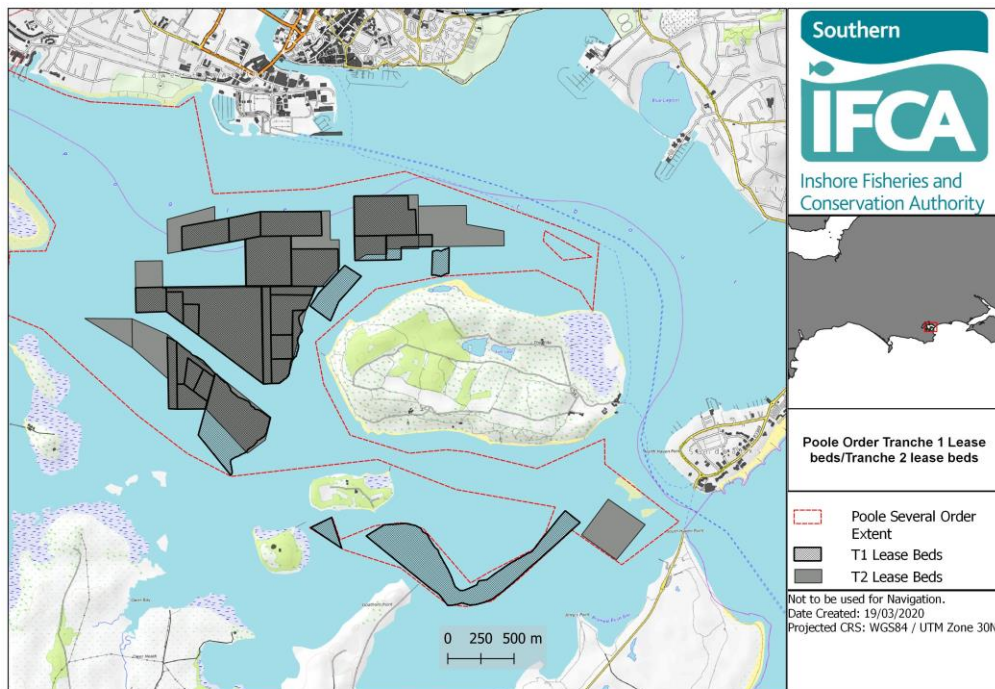 Southern
IFCA
Inshore Fisheries and
Conservation Authority
Poole Order Tranche 1 Lease
beds/Tranche 2 lease beds
Poole Several Order
Extent
T1 Lease Beds
T2 Lease Beds
Not to be used for Navigation.
Date Created: 19/03/2020
Projected CRS: WGS84 / UTM Zone 30N
Blue Lagoon
0 250 500 m